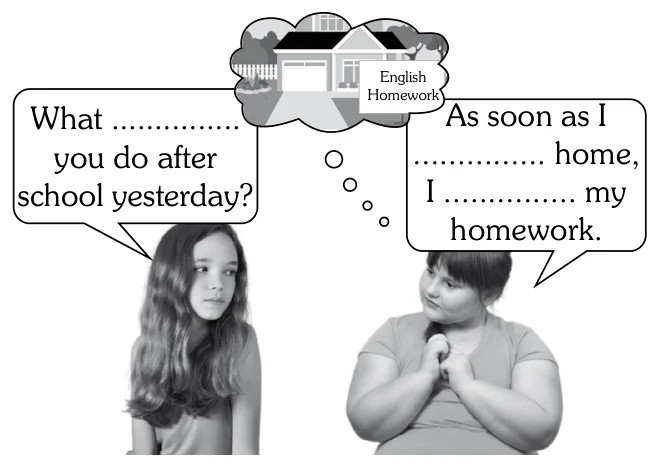 What ..............
you do after
school yesterday?
English
Homework
As soon as I
............... home,
I ............... my
homework.